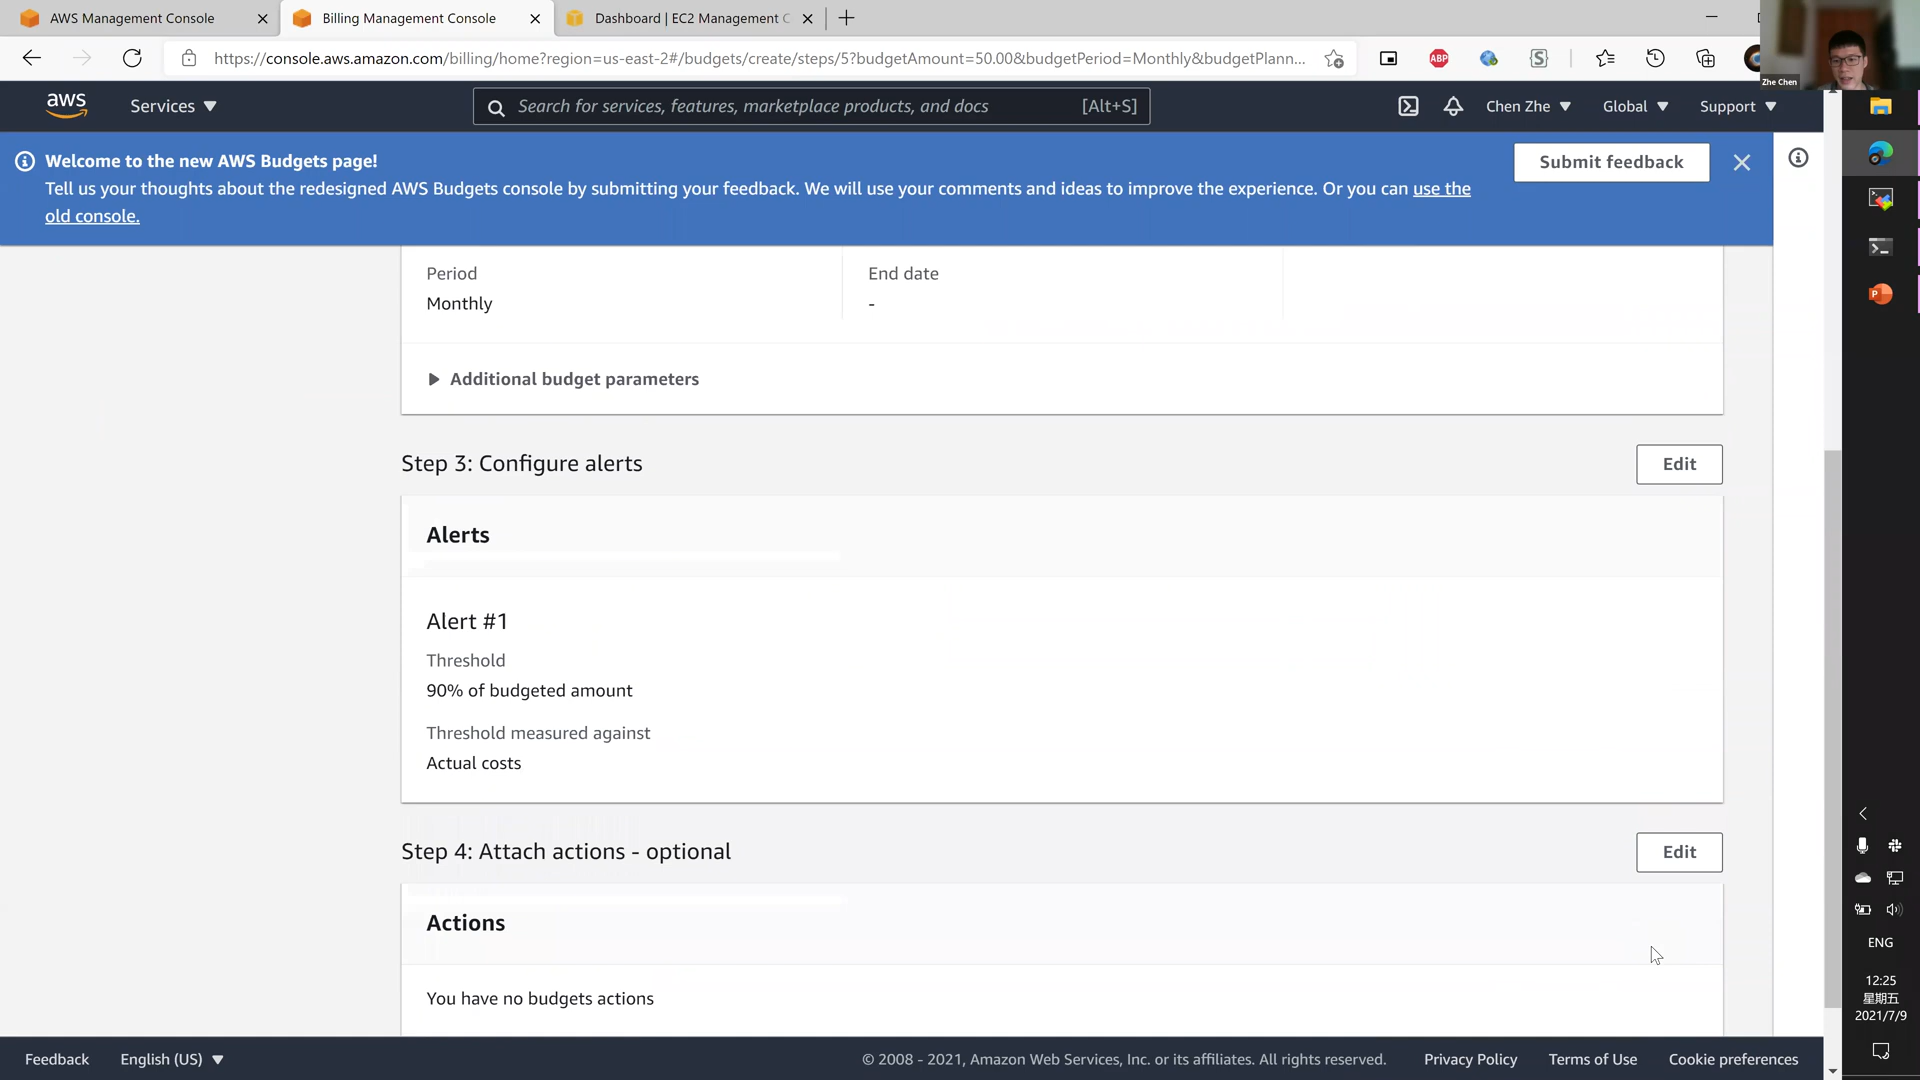 AWS Management Console
Billing Management Console
Dashboard | EC2 Management C
https://console.aws.amazon.com/billing/home?region=us-east-2#/budgets/create/steps/5?budgetAmount=50.00&budgetPeriod=Monthly&budgetPlann...
ABP
Zhe Chen
aws
Services
Search for services, features, marketplace products, and docs
[Alt+S]
Chen Zhe
Global
Support
Welcome to the new AWS Budgets page!
Tell us your thoughts about the redesigned AWS Budgets console by submitting your feedback. We will use your comments and ideas to improve the experience. Or you can use the
old console.
Submit feedback
Period
End date
Monthly
-
Additional budget parameters
Step 3: Configure alerts
Edit
Alerts
Alert #1
Threshold
90% of budgeted amount
Threshold measured against
Actual costs
Step 4: Attach actions - optional
Edit
Actions
You have no budgets actions
ENG
12:25
星期五
2021/7/9
Feedback
English (US)
© 2008 - 2021, Amazon Web Services, Inc. or its affiliates. All rights reserved.
Privacy Policy
Terms of Use
Cookie preferences